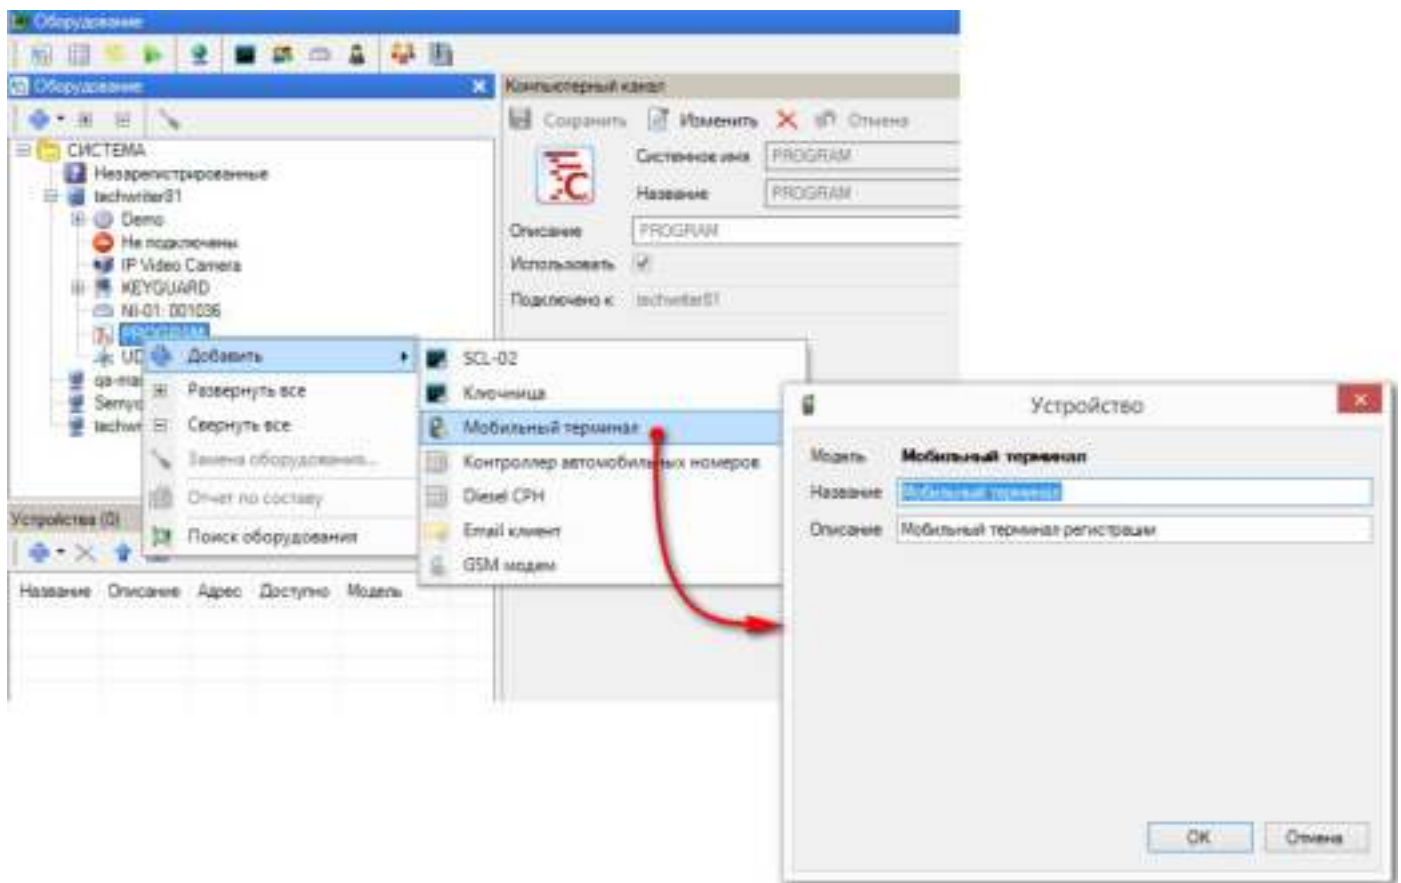 Оборудование
Оборудование
СИСТЕМА
Незарегистрированные
techwriter81
Demo
Не подключены
IP Video Camera
KEYGUARD
NI-01: 001036
PROGRAM
UD
qa-ma
techwr
Добавить
Развернуть все
Свернуть все
Замена оборудования...
Отчет по составу
Поиск оборудования
SCL-02
Ключница
Мобильный терминал
Контроллер автомобильных номеров
Diesel CPH
Email клиент
GSM модем
Устройства (0)
Название Описание Адрес Доступно Модель
Компьютерный канал
Сохранить Изменить Отмена
Системное имя PROGRAM
Название PROGRAM
Описание PROGRAM
Использовать
Подключено к techwriter81
Устройство
Модель Мобильный терминал
Название Мобильный терминал
Описание Мобильный терминал регистрации
OK Отмена